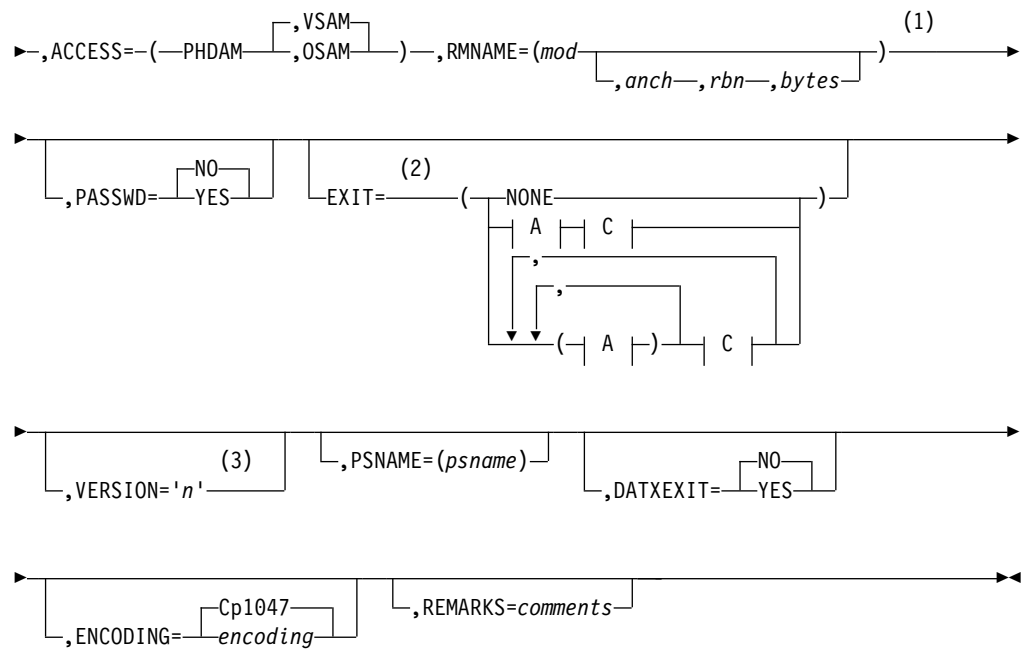 ,VSAM
(1)
,ACCESS=(PHDAM ,OSAM) ,RMNAME=(mod )
,anch ,rbn ,bytes
NO (2)
,PASSWD= YES EXIT= ( NONE )
A C
,
,
( A ) C
(3)
,VERSION='n' ,PSNAME=(psname) NO
,DATXEXIT= YES
Cp1047
,ENCODING= encoding ,REMARKS=comments